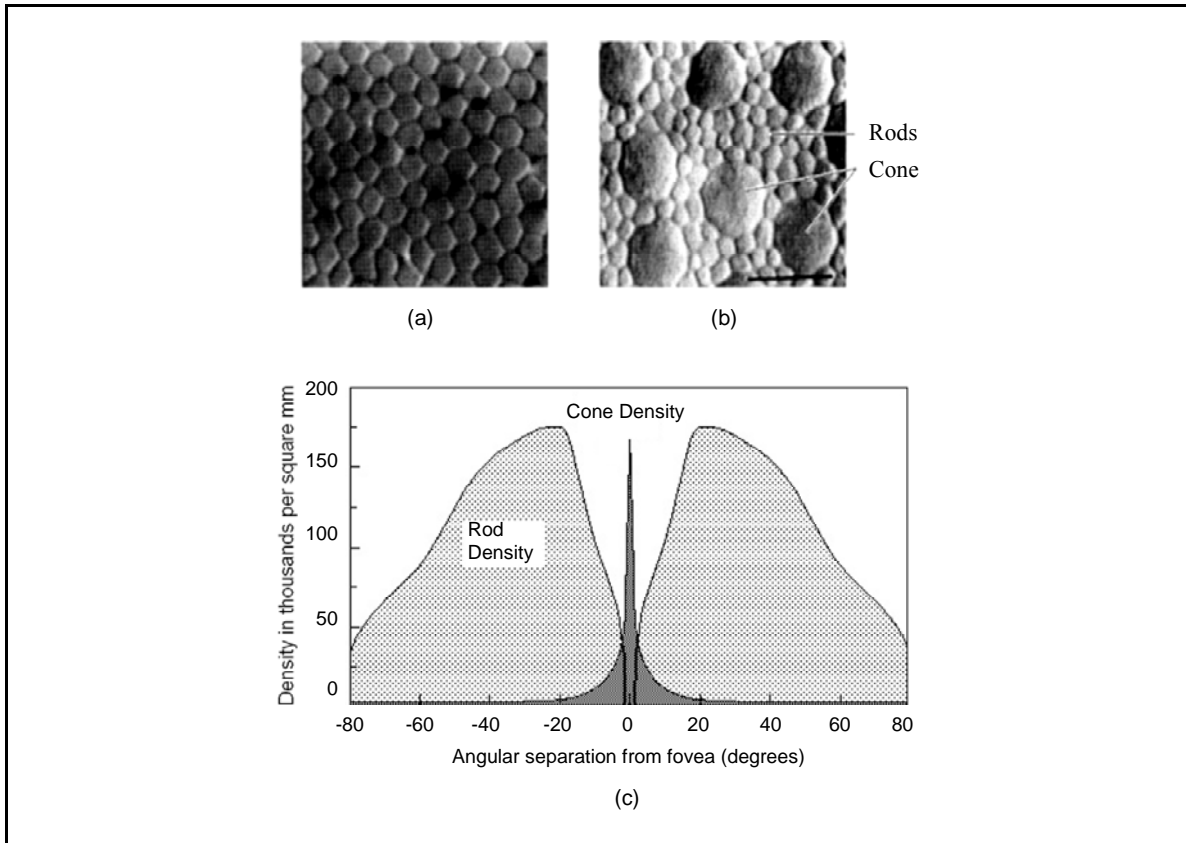 Rods
Cone
(a)
(b)
Density in thousands per square mm
200
150
100
50
0
Cone Density
Rod
Density
-80
-60
-40
-20
0
20
40
60
80
Angular separation from fovea (degrees)
(c)